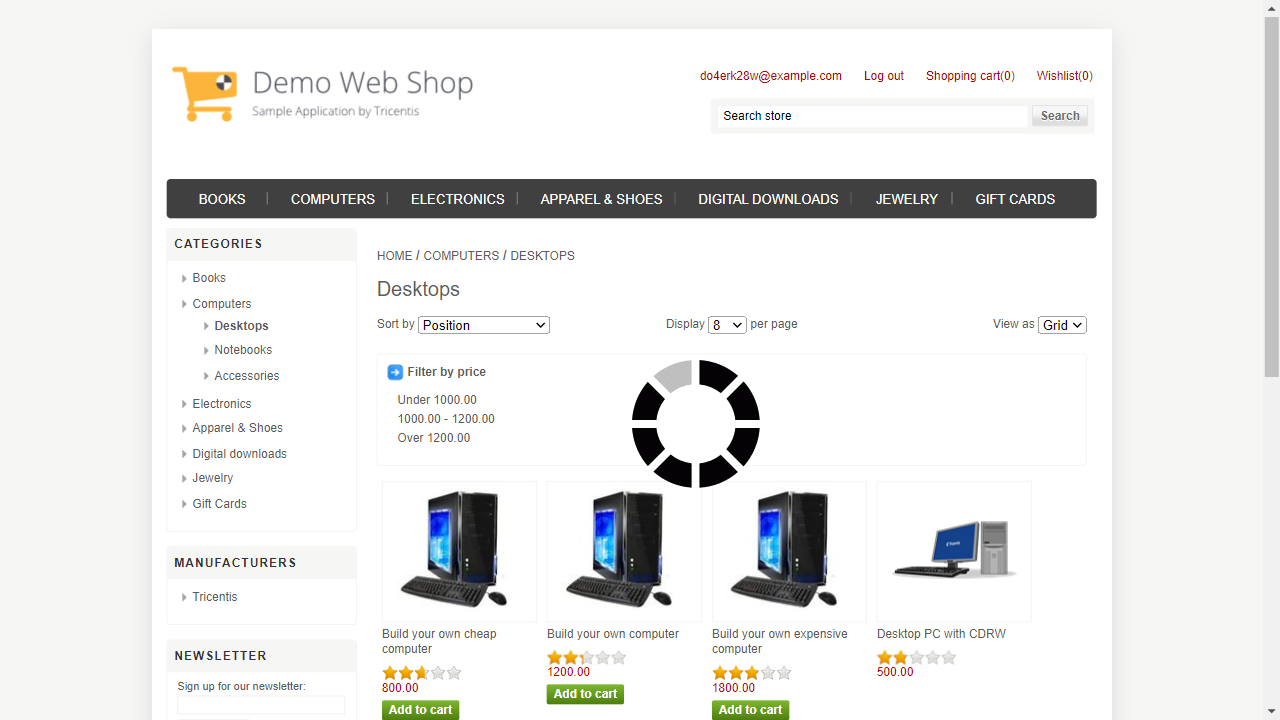 Demo Web Shop
Sample Application by Tricentis
do4erk28w@example.com Log out Shopping cart(0) Wishlist(0)
Search store Search
BOOKS COMPUTERS ELECTRONICS APPAREL & SHOES DIGITAL DOWNLOADS JEWELRY GIFT CARDS
CATEGORIES
Books
Computers
Desktops
Notebooks
Accessories
Electronics
Apparel & Shoes
Digital downloads
Jewelry
Gift Cards
MANUFACTURERS
Tricentis
NEWSLETTER
Sign up for our newsletter:
HOME / COMPUTERS / DESKTOPS
Desktops
Sort by Position Display 8 per page View as Grid
Filter by price
Under 1000.00
1000.00 - 1200.00
Over 1200.00
Build your own cheap computer
800.00
Add to cart
Build your own computer
1200.00
Add to cart
Build your own expensive computer
1800.00
Add to cart
Desktop PC with CDRW
500.00